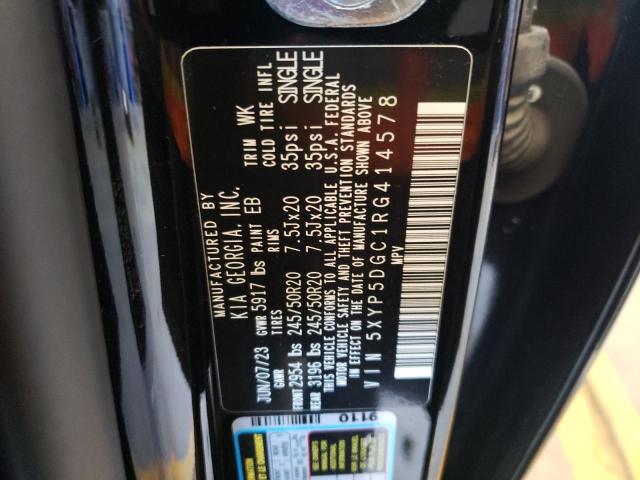 MANUFACTURED BY
KIA GEORGIA, INC.
JUN/07/23 GVWR 5917 lbs PAINT EB TRIM WK
GAWR TIRES RIMS COLD TIRE INFL
FRONT 2954 lbs 245/50R20 7.5Jx20 35psi SINGLE
REAR 3196 lbs 245/50R20 7.5Jx20 35psi SINGLE
THIS VEHICLE CONFORMS TO ALL APPLICABLE U.S.A. FEDERAL
MOTOR VEHICLE SAFETY AND THEFT PREVENTION STANDARDS
IN EFFECT ON THE DATE OF MANUFACTURE SHOWN ABOVE
VIN 5XYP5DGC1RG414578
MPV
9110